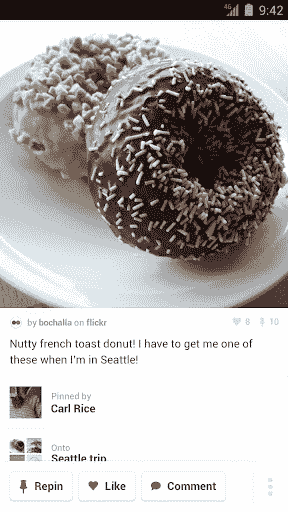 4G 9:42
by bochalla on flickr 8 10
Nutty french toast donut! I have to get me one of
these when I'm in Seattle!
Pinned by
Carl Rice
Onto
Seattle trip
Repin Like Comment